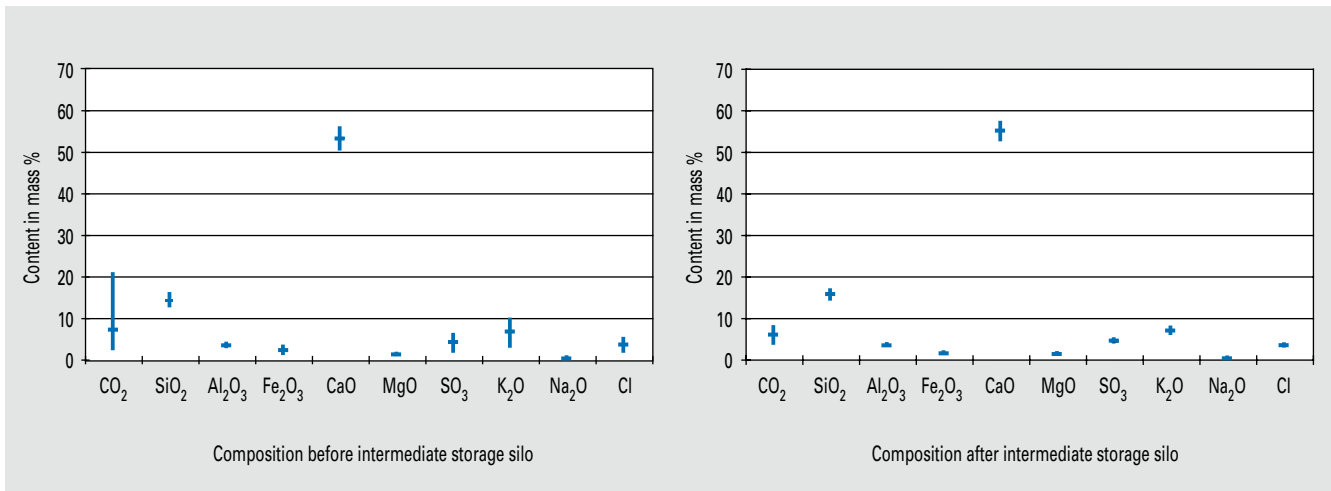 Content in mass %
70
60
50
40
30
20
10
0
CO₂ SiO₂ Al₂O₃ Fe₂O₃ CaO MgO SO₃ K₂O Na₂O Cl
Composition before intermediate storage silo
Content in mass %
70
60
50
40
30
20
10
0
CO₂ SiO₂ Al₂O₃ Fe₂O₃ CaO MgO SO₃ K₂O Na₂O Cl
Composition after intermediate storage silo